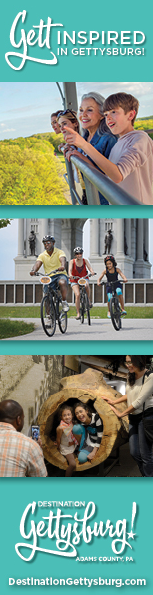 Gett INSPIRED
IN GETTYSBURG!
DESTINATION
Gettysburg!
ADAMS COUNTY, PA
DestinationGettysburg.com